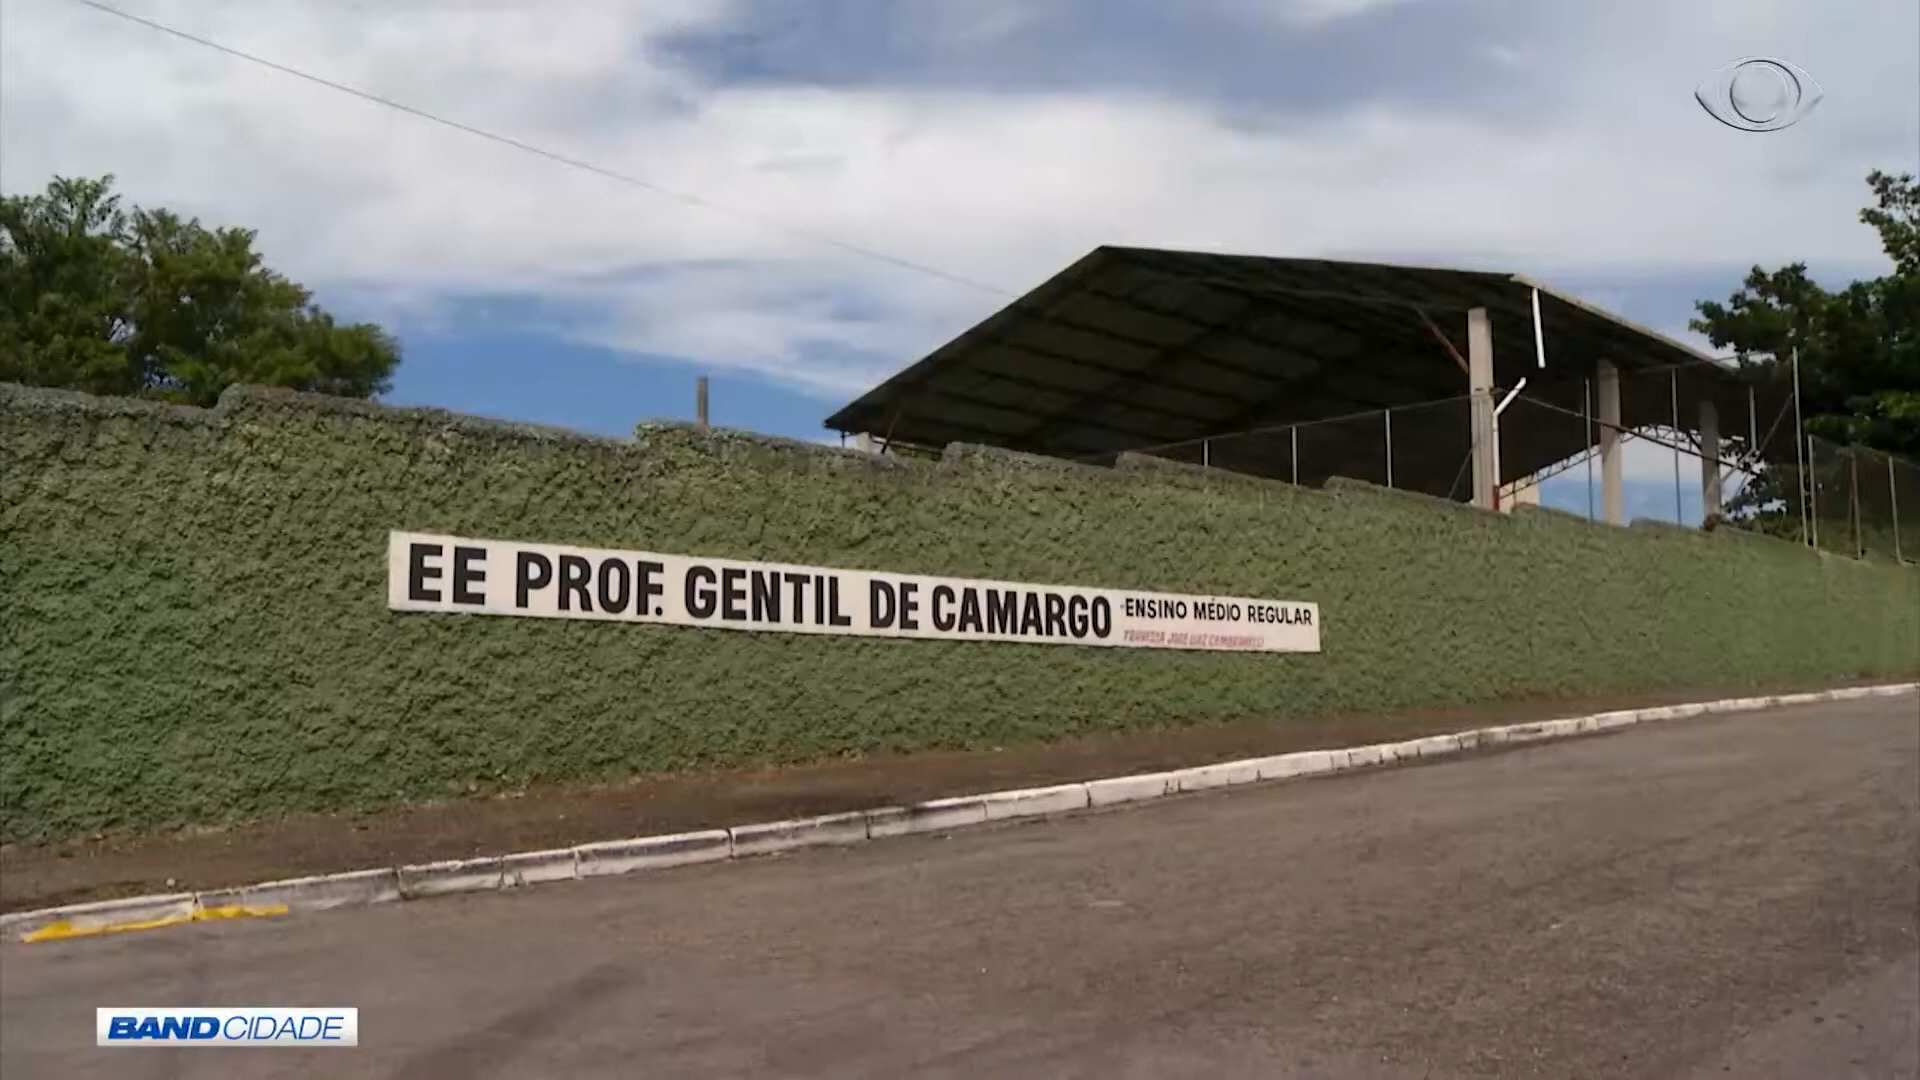 EE PROF. GENTIL DE CAMARGO
ENSINO MÉDIO REGULAR
BAND CIDADE